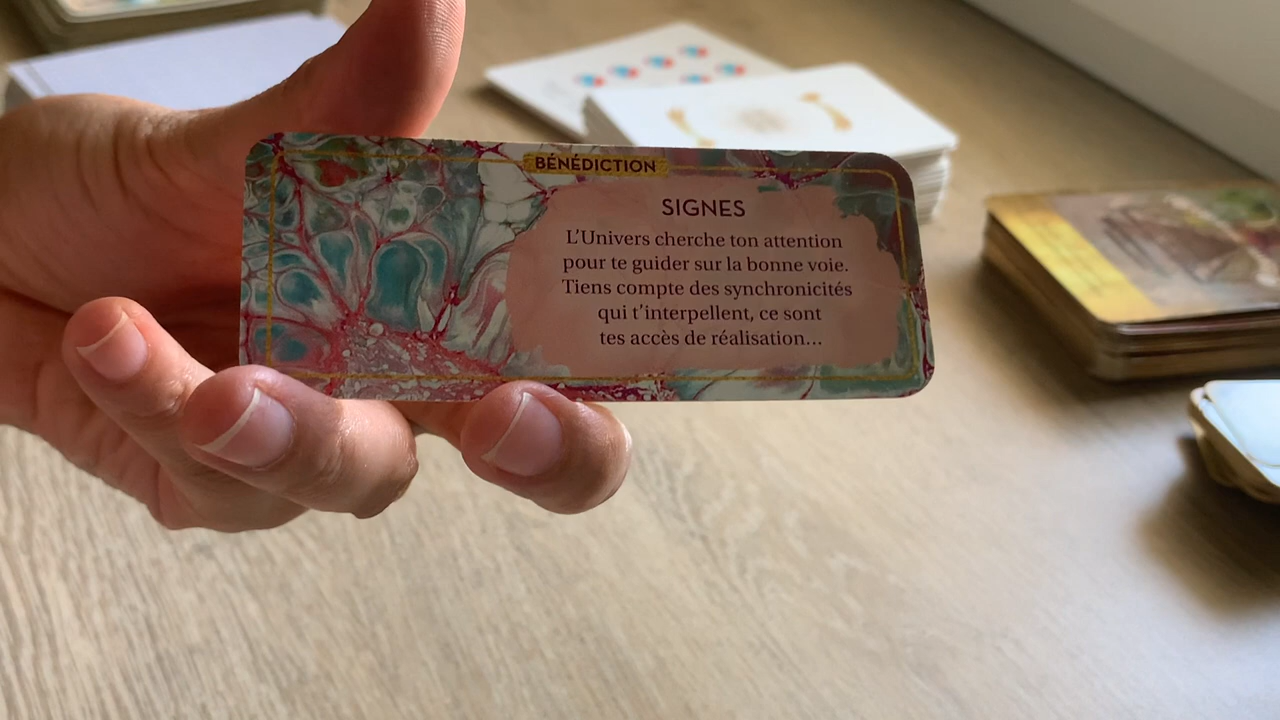 BÉNÉDICTION
SIGNES
L'Univers cherche ton attention
pour te guider sur la bonne voie.
Tiens compte des synchronicités
qui t'interpellent, ce sont
tes accès de réalisation...